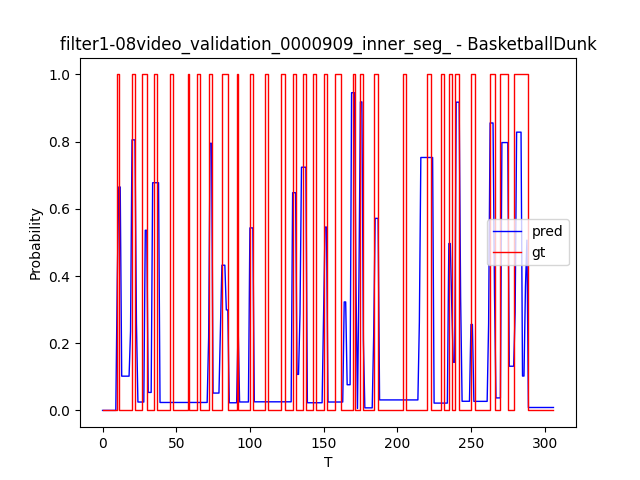 filter1-08video_validation_0000909_inner_seg_ - BasketballDunk
1.0
0.8
0.6
0.4
0.2
0.0
Probability
pred
gt
0 50 100 150 200 250 300
T